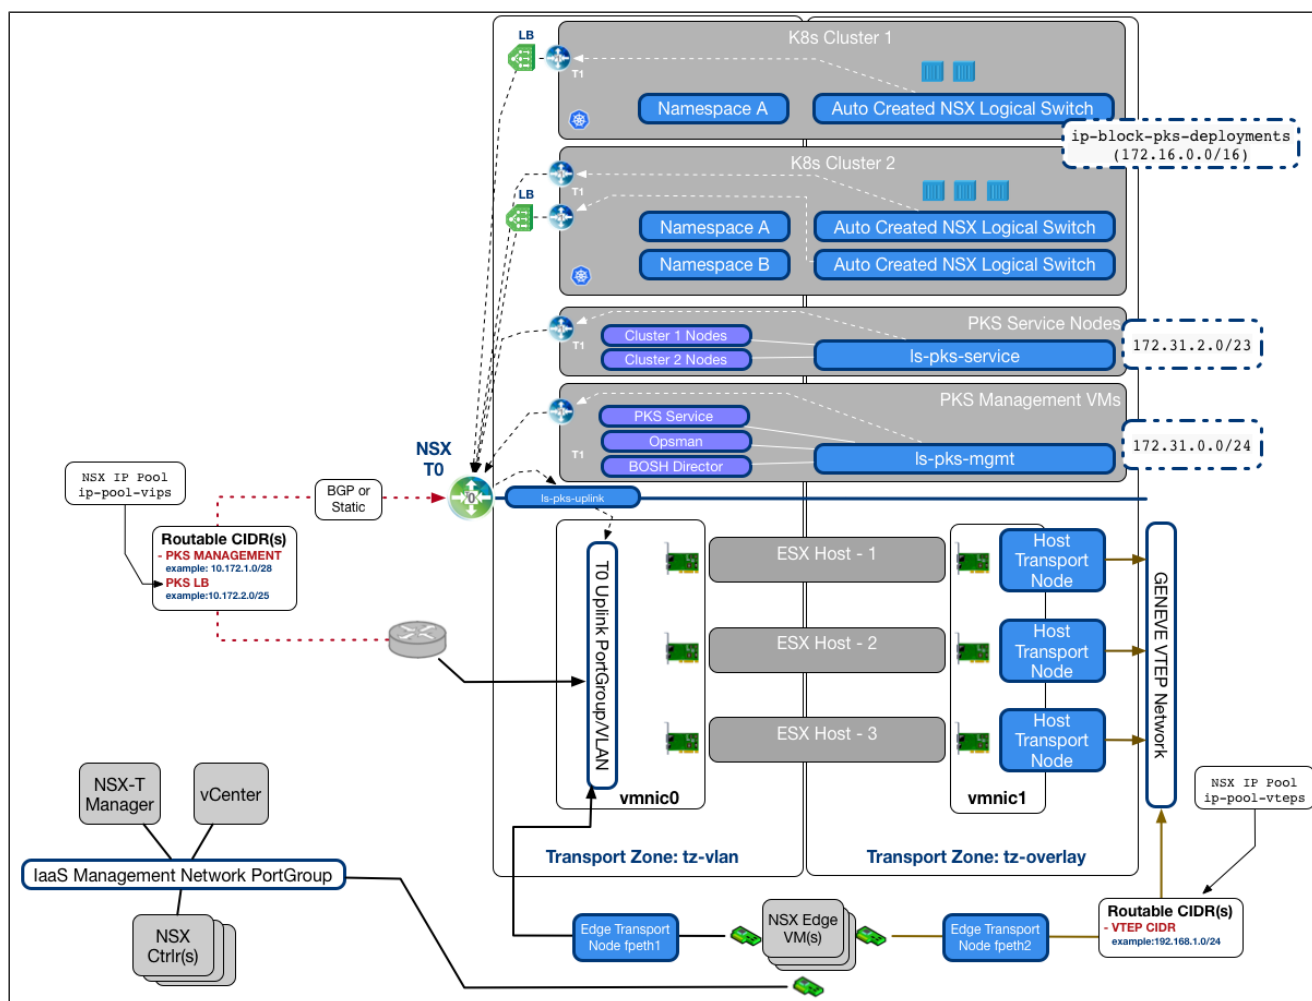 K8s Cluster 1
LB
T1
Namespace A
Auto Created NSX Logical Switch
ip-block-pks-deployments
(172.16.0.0/16)
K8s Cluster 2
T1
LB
Namespace A
Auto Created NSX Logical Switch
Namespace B
Auto Created NSX Logical Switch
PKS Service Nodes
T1
Cluster 1 Nodes
Cluster 2 Nodes
ls-pks-service
172.31.2.0/23
PKS Management VMs
PKS Service
Opsman
BOSH Director
T1
ls-pks-mgmt
172.31.0.0/24
NSX
T0
NSX IP Pool
ip-pool-vips
BGP or
Static
ls-pks-uplink
Routable CIDR(s)
- PKS MANAGEMENT
example: 10.172.1.0/28
PKS LB
example:10.172.2.0/25
T0 Uplink PortGroup/VLAN
ESX Host - 1
ESX Host - 2
ESX Host - 3
Host
Transport
Node
Host
Transport
Node
Host
Transport
Node
GENEVE VTEP Network
vmnic0
vmnic1
NSX IP Pool
ip-pool-vteps
NSX-T
Manager
vCenter
Transport Zone: tz-vlan
Transport Zone: tz-overlay
IaaS Management Network PortGroup
NSX
Ctrlr(s)
Edge Transport
Node fpeth1
NSX Edge
VM(s)
Edge Transport
Node fpeth2
Routable CIDR(s)
- VTEP CIDR
example:192.168.1.0/24